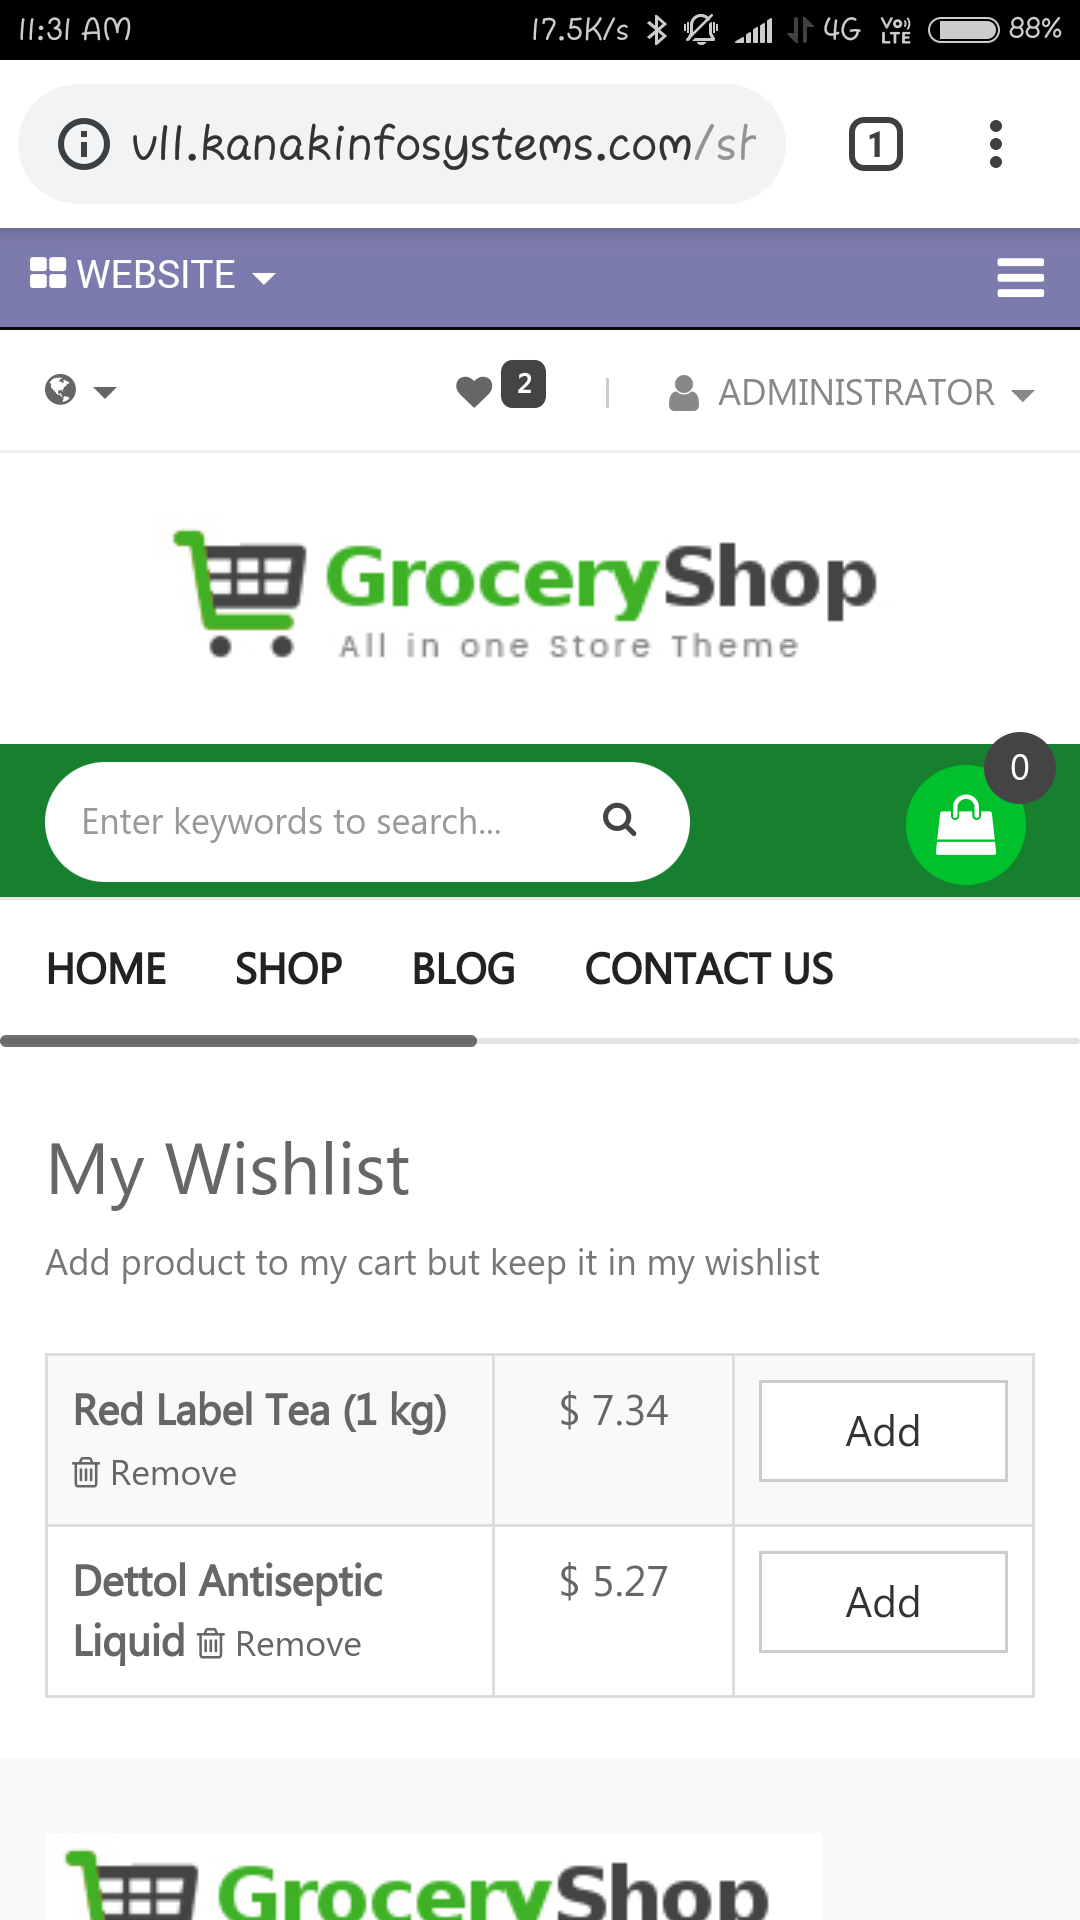 11:31 AM 17.5K/s 4G VoLTE 88%
vll.kanakinfosystems.com/sh 1
WEBSITE
2 | ADMINISTRATOR
GroceryShop
All in one Store Theme
0
Enter keywords to search...
HOME SHOP BLOG CONTACT US
My Wishlist
Add product to my cart but keep it in my wishlist
Red Label Tea (1 kg) $ 7.34 Add
Remove
Dettol Antiseptic $ 5.27 Add
Liquid Remove
GroceryShop